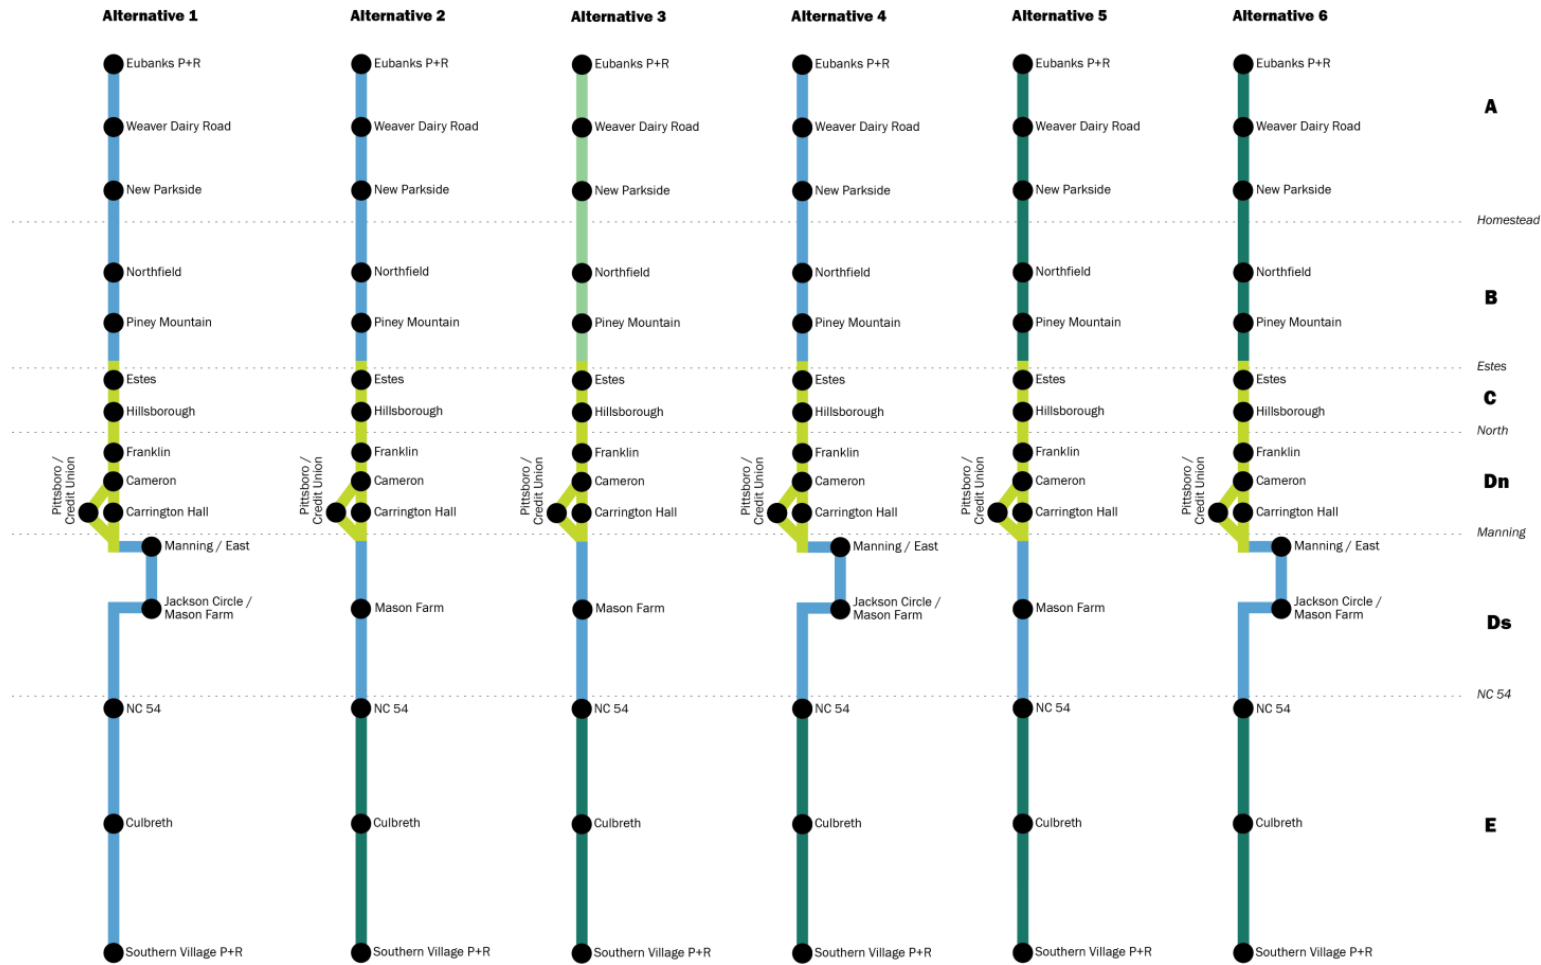 Alternative 1
Alternative 2
Alternative 3
Alternative 4
Alternative 5
Alternative 6
Eubanks P+R
Eubanks P+R
Eubanks P+R
Eubanks P+R
Eubanks P+R
Eubanks P+R
A
Weaver Dairy Road
Weaver Dairy Road
Weaver Dairy Road
Weaver Dairy Road
Weaver Dairy Road
Weaver Dairy Road
New Parkside
New Parkside
New Parkside
New Parkside
New Parkside
New Parkside
Homestead
Northfield
Northfield
Northfield
Northfield
Northfield
Northfield
B
Piney Mountain
Piney Mountain
Piney Mountain
Piney Mountain
Piney Mountain
Piney Mountain
Estes
Estes
Estes
Estes
Estes
Estes
Estes
C
Hillsborough
Hillsborough
Hillsborough
Hillsborough
Hillsborough
Hillsborough
North
Franklin
Franklin
Franklin
Franklin
Franklin
Franklin
Cameron
Cameron
Cameron
Cameron
Cameron
Cameron
Dn
Pittsboro /
Credit Union
Pittsboro /
Credit Union
Pittsboro /
Credit Union
Pittsboro /
Credit Union
Pittsboro /
Credit Union
Pittsboro /
Credit Union
Carrington Hall
Carrington Hall
Carrington Hall
Carrington Hall
Carrington Hall
Carrington Hall
Manning
Manning / East
Manning / East
Manning / East
Jackson Circle /
Mason Farm
Mason Farm
Mason Farm
Jackson Circle /
Mason Farm
Mason Farm
Jackson Circle /
Mason Farm
Ds
NC 54
NC 54
NC 54
NC 54
NC 54
NC 54
NC 54
Culbreth
Culbreth
Culbreth
Culbreth
Culbreth
Culbreth
E
Southern Village P+R
Southern Village P+R
Southern Village P+R
Southern Village P+R
Southern Village P+R
Southern Village P+R